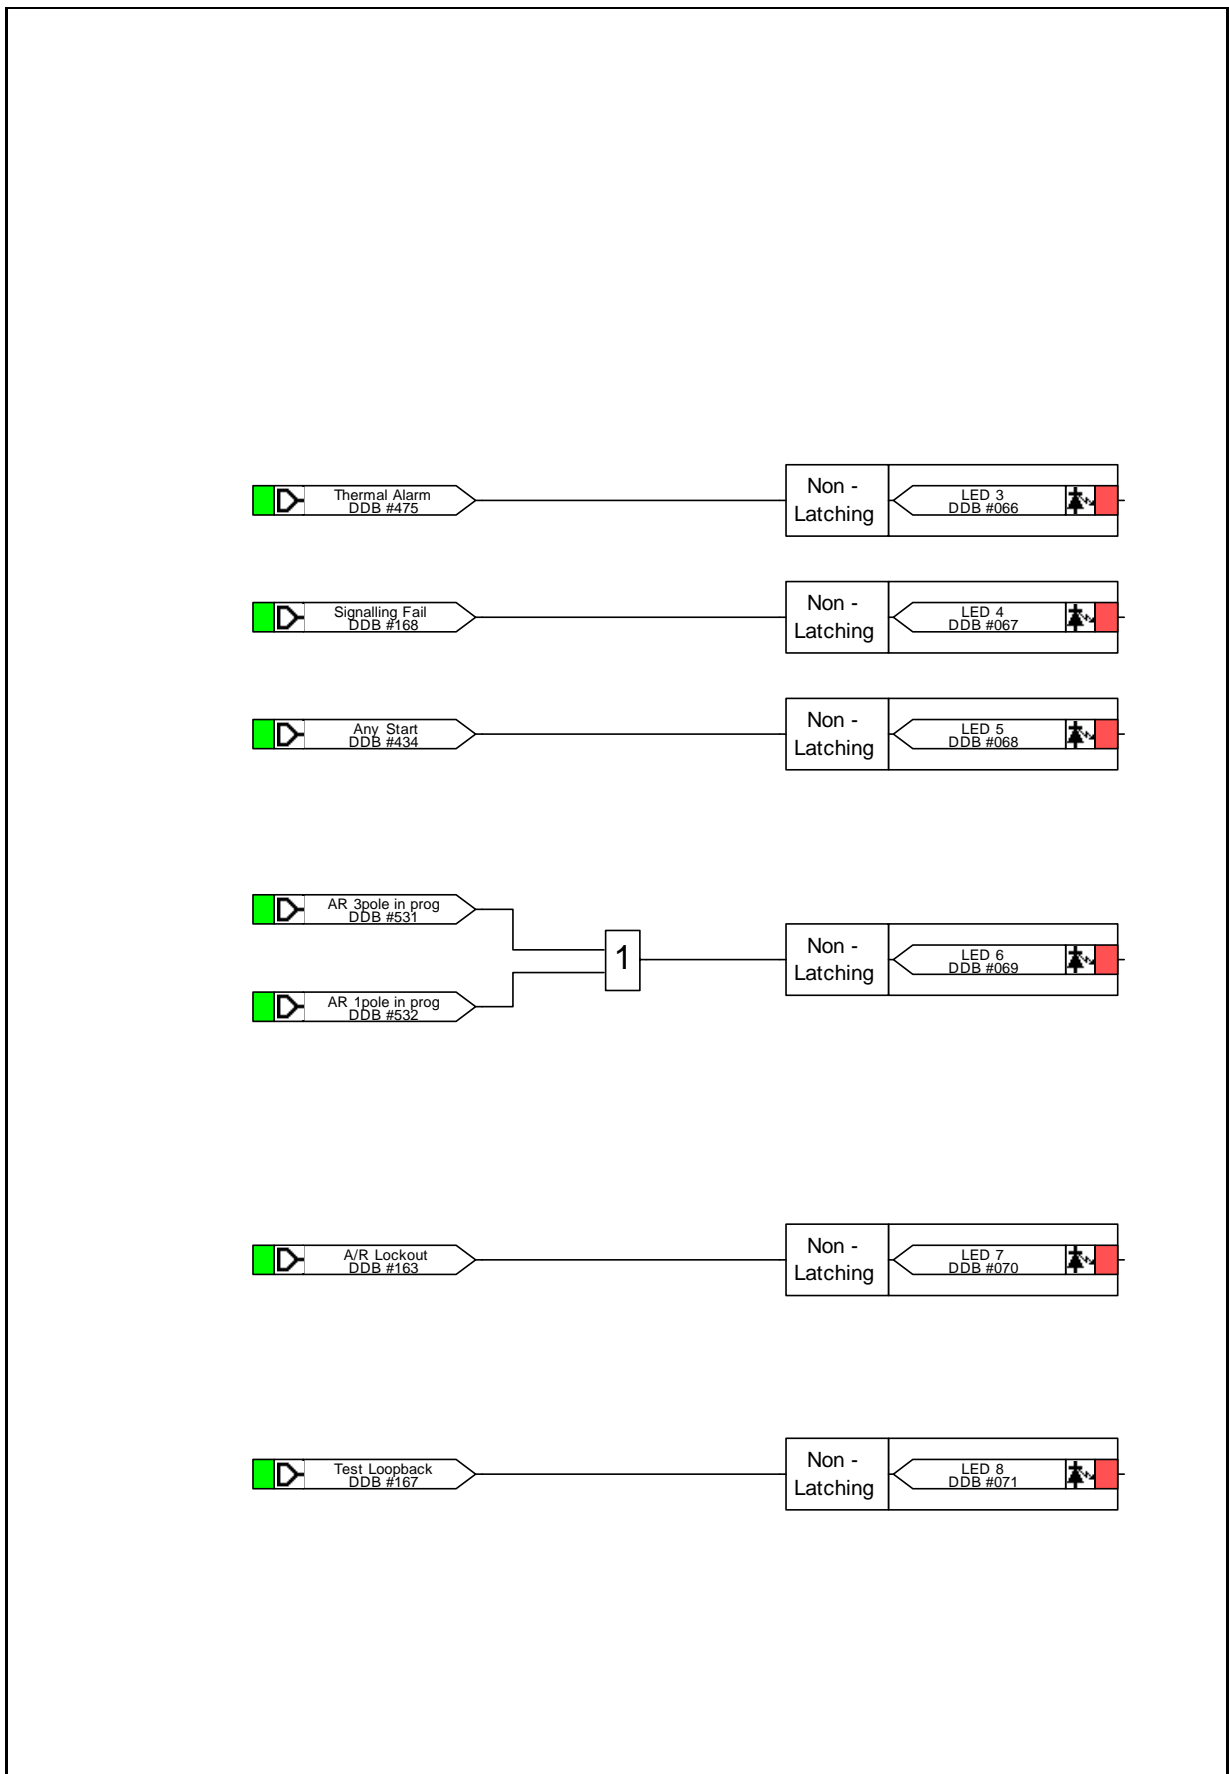 Thermal Alarm
DDB #475
Non -
Latching
LED 3
DDB #066
Signalling Fail
DDB #168
Non -
Latching
LED 4
DDB #067
Any Start
DDB #434
Non -
Latching
LED 5
DDB #068
AR 3pole in prog
DDB #531
AR 1pole in prog
DDB #532
1
Non -
Latching
LED 6
DDB #069
A/R Lockout
DDB #163
Non -
Latching
LED 7
DDB #070
Test Loopback
DDB #167
Non -
Latching
LED 8
DDB #071